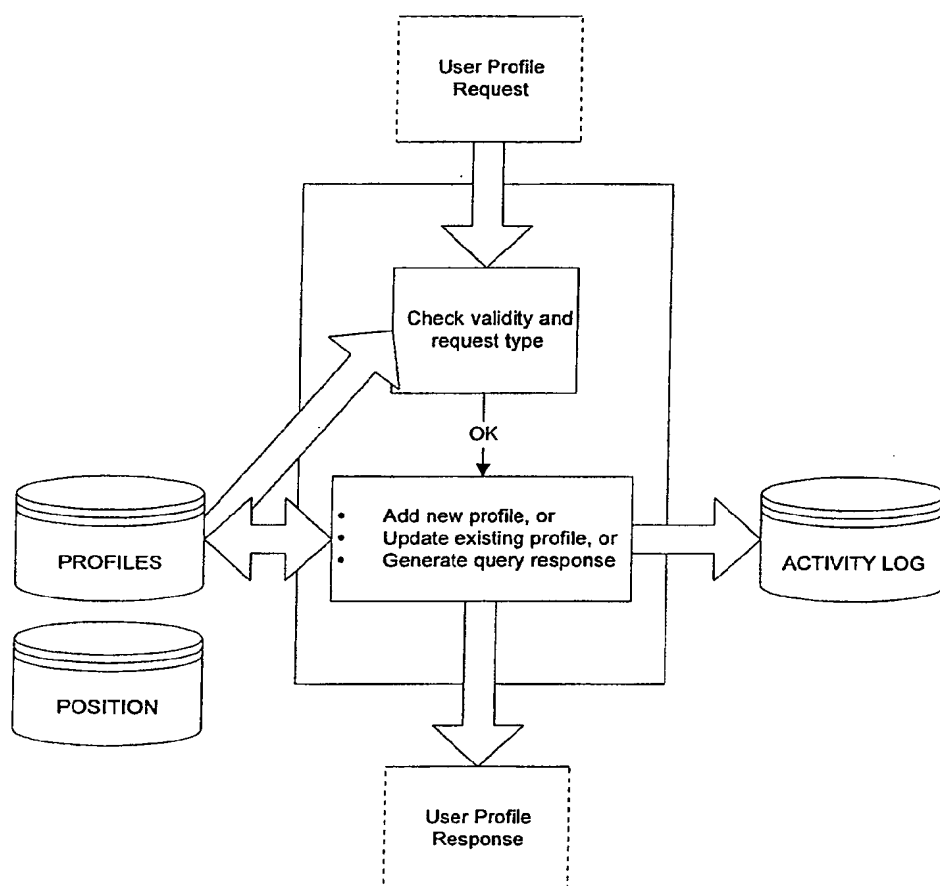 User Profile
Request
Check validity and
request type
OK
PROFILES
• Add new profile, or
• Update existing profile, or
• Generate query response
ACTIVITY LOG
POSITION
User Profile
Response